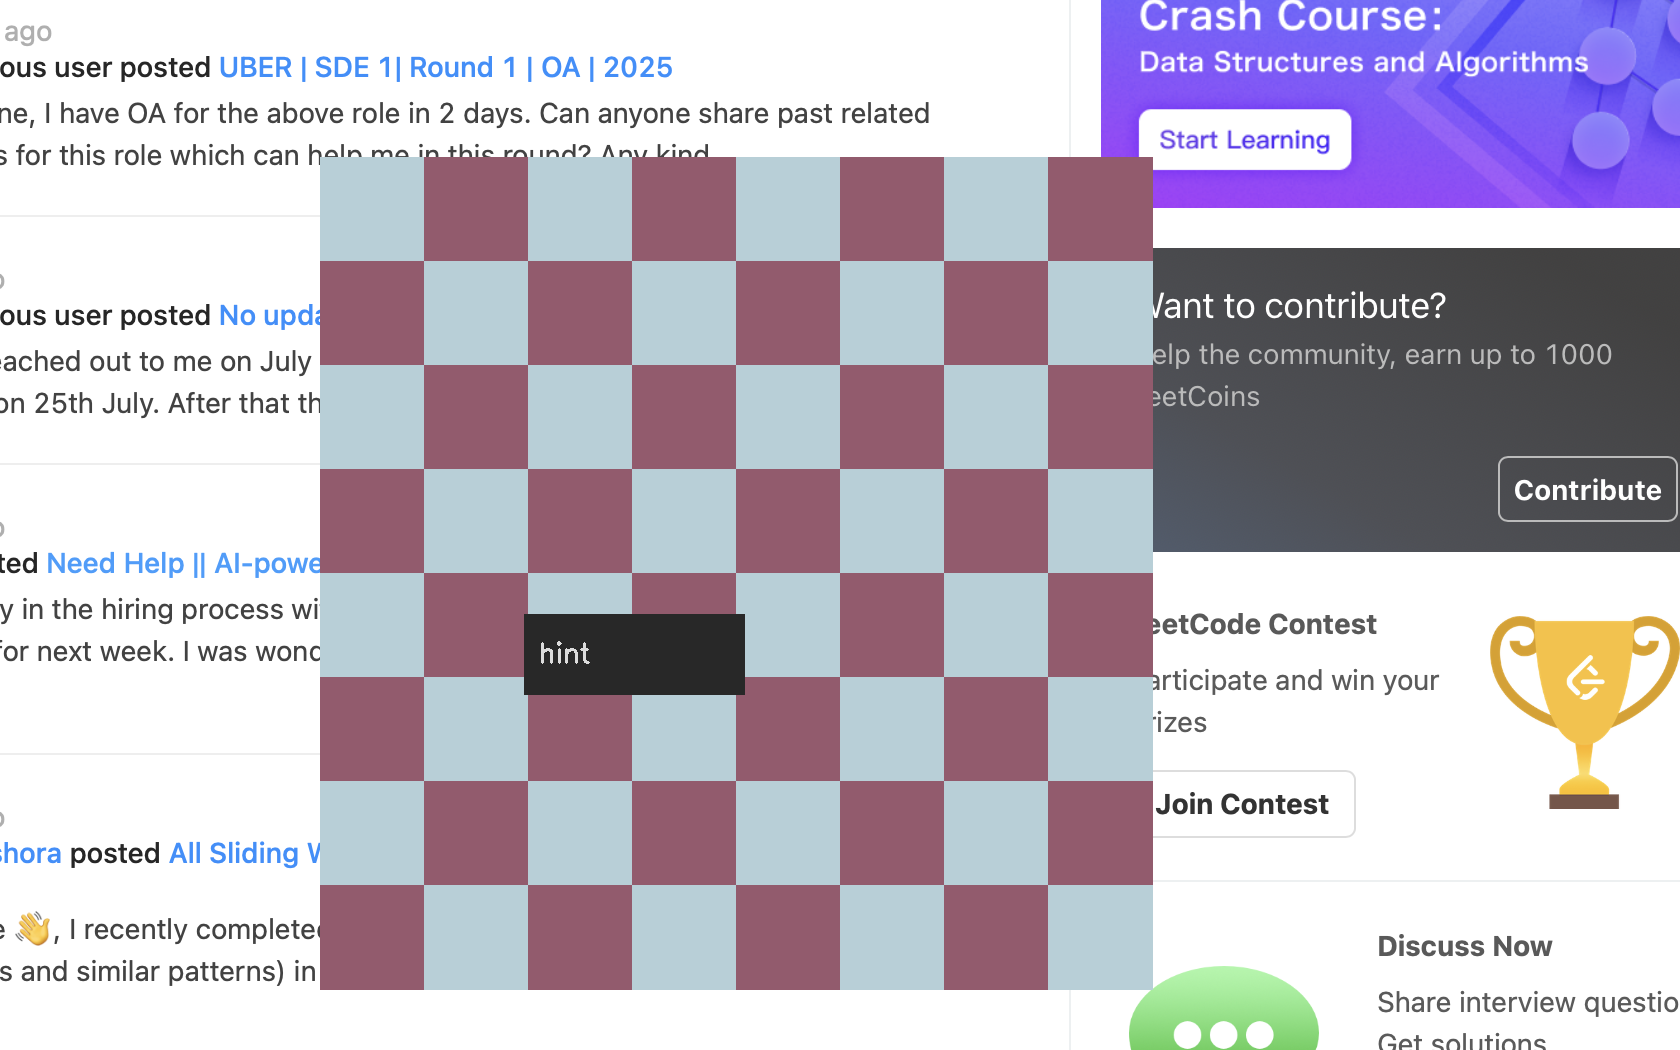 ago
ous user posted UBER | SDE 1| Round 1 | OA | 2025
ne, I have OA for the above role in 2 days. Can anyone share past related
s for this role which can help me in this round? Any kind
ous user posted No upda
eached out to me on July
on 25th July. After that th
ted Need Help || AI-powe
y in the hiring process wi
for next week. I was wond
shora posted All Sliding W
e 👋, I recently completed
s and similar patterns) in
hint
Crash Course:
Data Structures and Algorithms
Start Learning
Want to contribute?
elp the community, earn up to 1000
eetCoins
Contribute
eetCode Contest
articipate and win your
rizes
Join Contest
Discuss Now
Share interview questio
Get solutions